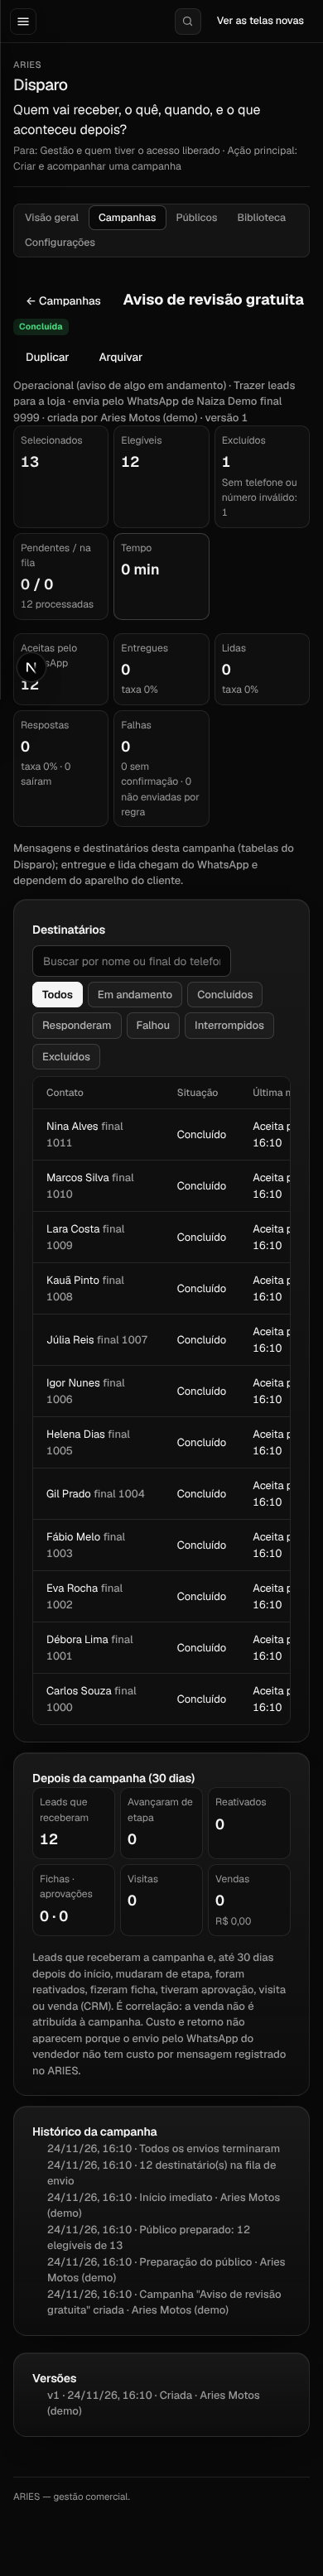 Ver as telas novas
ARIES
Disparo
Quem vai receber, o quê, quando, e o que
aconteceu depois?
Para: Gestão e quem tiver o acesso liberado · Ação principal:
Criar e acompanhar uma campanha
Visão geral
Campanhas
Públicos
Biblioteca
Configurações
← Campanhas
Aviso de revisão gratuita
Concluída
Duplicar
Arquivar
Operacional (aviso de algo em andamento) · Trazer leads
para a loja · envia pelo WhatsApp de Naiza Demo final
9999 · criada por Aries Motos (demo) · versão 1
Selecionados
13
Elegíveis
12
Excluídos
1
Sem telefone ou
número inválido:
1
Pendentes / na
fila
0 / 0
12 processadas
Tempo
0 min
Aceitas pelo
sApp
12
N
Entregues
0
taxa 0%
Lidas
0
taxa 0%
Respostas
0
taxa 0% · 0
saíram
Falhas
0
0 sem
confirmação · 0
não enviadas por
regra
Mensagens e destinatários desta campanha (tabelas do
Disparo); entregue e lida chegam do WhatsApp e
dependem do aparelho do cliente.
Destinatários
Buscar por nome ou final do telefo
Todos
Em andamento
Concluídos
Responderam
Falhou
Interrompidos
Excluídos
Contato
Situação
Última
Nina Alves final
1011
Concluído
Aceita
16:10
Marcos Silva final
1010
Concluído
Aceita
16:10
Lara Costa final
1009
Concluído
Aceita
16:10
Kauã Pinto final
1008
Concluído
Aceita
16:10
Júlia Reis final 1007
Concluído
Aceita
16:10
Igor Nunes final
1006
Concluído
Aceita
16:10
Helena Dias final
1005
Concluído
Aceita
16:10
Gil Prado final 1004
Concluído
Aceita
16:10
Fábio Melo final
1003
Concluído
Aceita
16:10
Eva Rocha final
1002
Concluído
Aceita
16:10
Débora Lima final
1001
Concluído
Aceita
16:10
Carlos Souza final
1000
Concluído
Aceita
16:10
Depois da campanha (30 dias)
Leads que
receberam
12
Avançaram de
etapa
0
Reativados
0
Fichas ·
aprovações
0 · 0
Visitas
0
Vendas
0
R$ 0,00
Leads que receberam a campanha e, até 30 dias
depois do início, mudaram de etapa, foram
reativados, fizeram ficha, tiveram aprovação, visita
ou venda (CRM). É correlação: a venda não é
atribuída à campanha. Custo e retorno não
aparecem porque o envio pelo WhatsApp do
vendedor não tem custo por mensagem registrado
no ARIES.
Histórico da campanha
24/11/26, 16:10 · Todos os envios terminaram
24/11/26, 16:10 · 12 destinatário(s) na fila de
envio
24/11/26, 16:10 · Início imediato · Aries Motos
(demo)
24/11/26, 16:10 · Público preparado: 12
elegíveis de 13
24/11/26, 16:10 · Preparação do público · Aries
Motos (demo)
24/11/26, 16:10 · Campanha "Aviso de revisão
gratuita" criada · Aries Motos (demo)
Versões
v1 · 24/11/26, 16:10 · Criada · Aries Motos
(demo)
ARIES — gestão comercial.